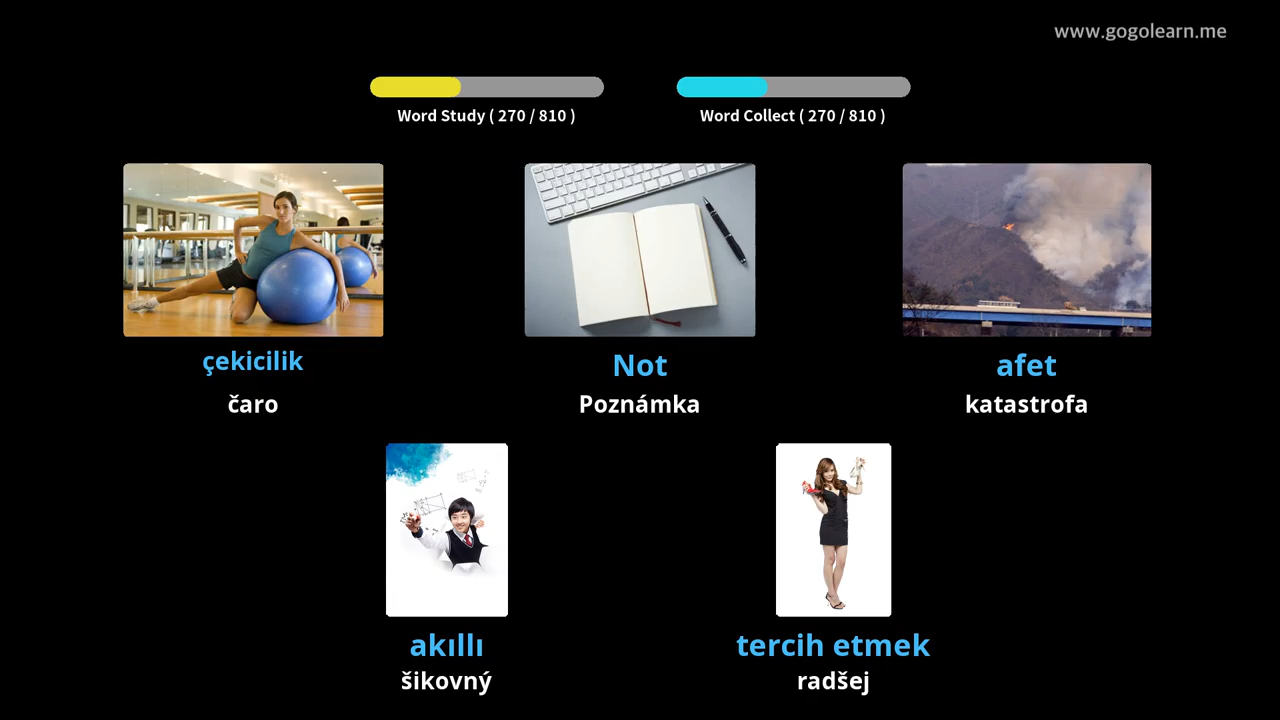 www.gogolearn.me
Word Study ( 270 / 810 )
Word Collect ( 270 / 810 )
çekicilik
čaro
Not
Poznámka
afet
katastrofa
akıllı
šikovný
tercih etmek
radšej